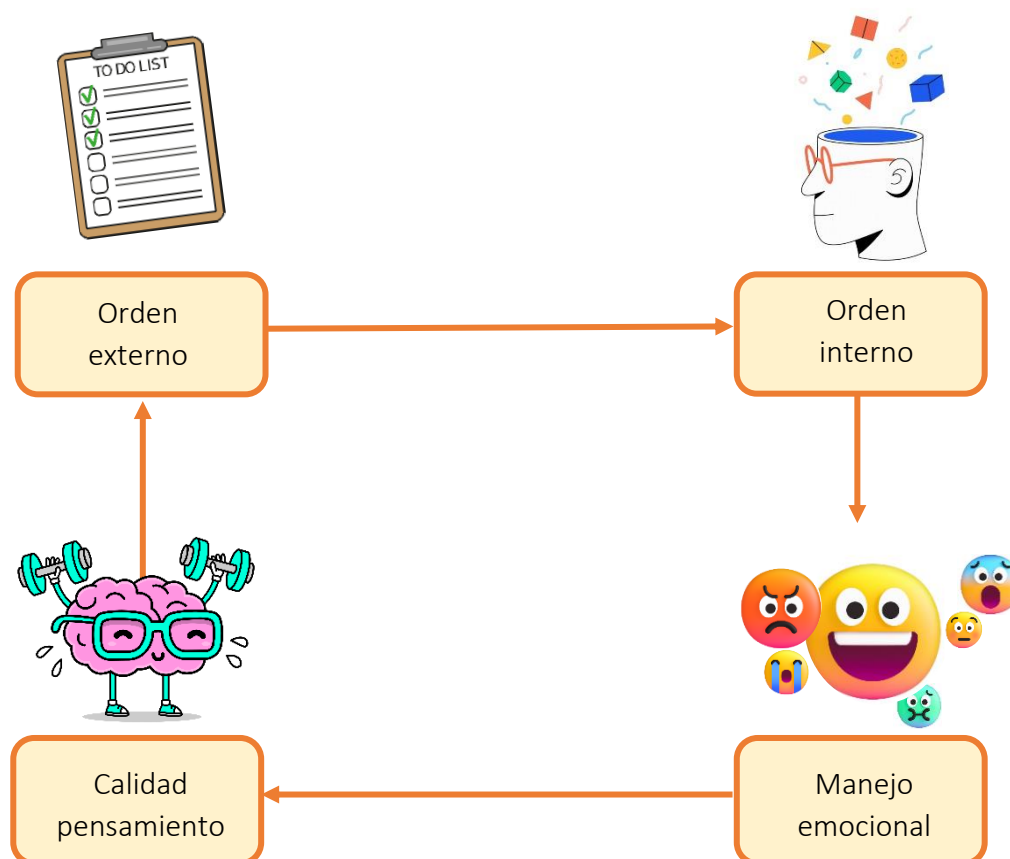 TO DO LIST
Orden
externo
Orden
interno
Calidad
pensamiento
Manejo
emocional